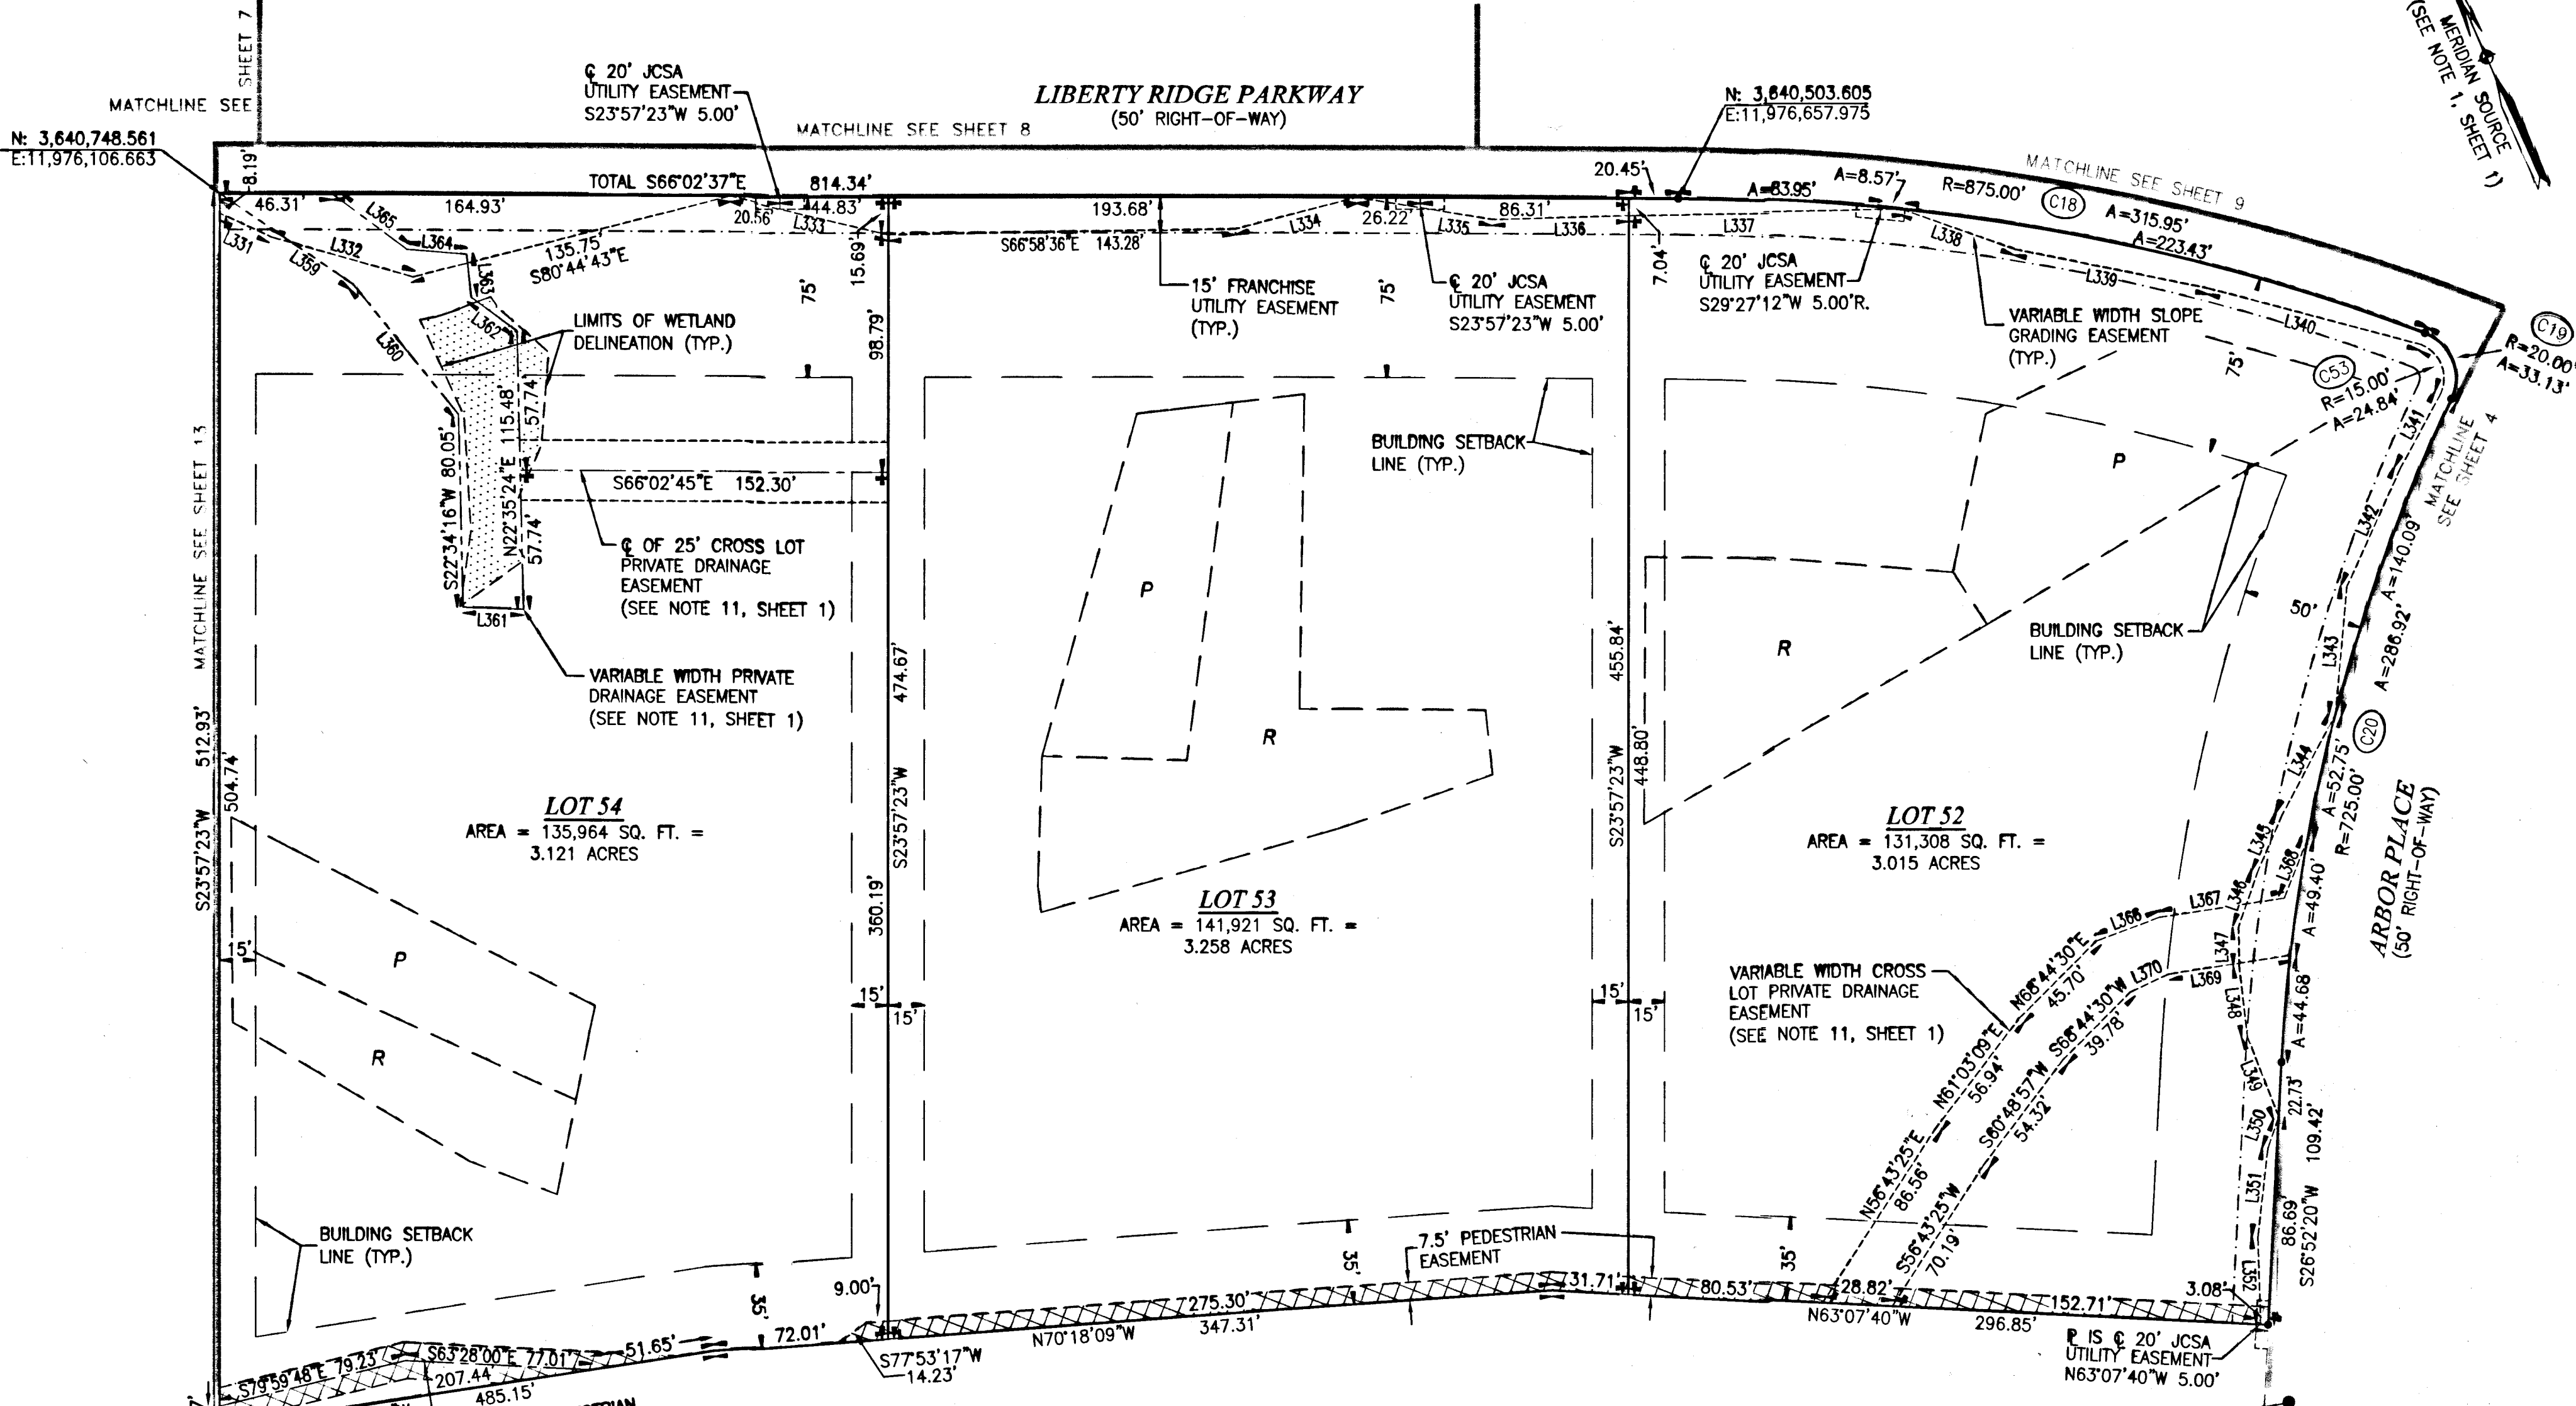 SHEET 7
MATCHLINE SEE
N: 3,640,748.561
E:11,976,106.663
℄ 20' JCSA
UTILITY EASEMENT
S23°57'23"W 5.00'
LIBERTY RIDGE PARKWAY
(50' RIGHT-OF-WAY)
MATCHLINE SEE SHEET 8
N: 3,640,503.605
E:11,976,657.975
MERIDIAN SOURCE
(SEE NOTE 1, SHEET 1)
MATCHLINE SEE SHEET 9
8.19'
TOTAL S66°02'37"E 814.34'
46.31'
164.93'
20.56'
44.83'
193.68'
26.22'
86.31'
20.45'
A=83.95'
A=8.57'
R=875.00'
C18
A=315.95'
A=223.43'
C19
R=20.00'
A=33.13'
C53
R=15.00'
A=24.84'
L331
L332
L359
L365
L364
L363
L362
L360
135.75'
S80°44'43"E
L333
15.69'
S66°58'36"E 143.28'
L334
L335
L336
7.04'
L337
L338
L339
L340
L341
75'
75'
75'
15' FRANCHISE
UTILITY EASEMENT
(TYP.)
℄ 20' JCSA
UTILITY EASEMENT
S23°57'23"W 5.00'
℄ 20' JCSA
UTILITY EASEMENT
S29°27'12"W 5.00'R.
VARIABLE WIDTH SLOPE
GRADING EASEMENT
(TYP.)
LIMITS OF WETLAND
DELINEATION (TYP.)
98.79'
S22°34'16"W 80.05'
N22°35'24"E 115.48'
57.74'
57.74'
S66°02'45"E 152.30'
℄ OF 25' CROSS LOT
PRIVATE DRAINAGE
EASEMENT
(SEE NOTE 11, SHEET 1)
L361
VARIABLE WIDTH PRIVATE
DRAINAGE EASEMENT
(SEE NOTE 11, SHEET 1)
BUILDING SETBACK
LINE (TYP.)
P
R
P
R
BUILDING SETBACK
LINE (TYP.)
MATCHLINE
SEE SHEET 4
L342
L343
50'
A=140.09'
A=286.92'
C20
A=52.75'
R=725.00'
ARBOR PLACE
(50' RIGHT-OF-WAY)
L344
L345
L368
L346
L367
L366
L347
L369
L370
L348
A=49.40'
A=44.68'
MATCHLINE SEE SHEET 13
S23°57'23"W 512.93'
504.74'
474.67'
S23°57'23"W
360.19'
455.84'
S23°57'23"W
448.80'
LOT 54
AREA = 135,964 SQ. FT. =
3.121 ACRES
LOT 53
AREA = 141,921 SQ. FT. =
3.258 ACRES
LOT 52
AREA = 131,308 SQ. FT. =
3.015 ACRES
P
R
15'
15'
15'
15'
15'
VARIABLE WIDTH CROSS
LOT PRIVATE DRAINAGE
EASEMENT
(SEE NOTE 11, SHEET 1)
N68°44'30"E
45.70'
S68°44'30"W
39.78'
N61°03'09"E
56.94'
S60°48'57"W
54.32'
N56°43'25"E
86.56'
S56°43'25"W
70.19'
L349
L350
L351
L352
22.73'
109.42'
86.69'
S26°52'20"W
BUILDING SETBACK
LINE (TYP.)
35'
35'
35'
7.5' PEDESTRIAN
EASEMENT
9.00'
275.30'
31.71'
80.53'
28.82'
152.71'
3.08'
N70°18'09"W
347.31'
N63°07'40"W
296.85'
72.01'
51.65'
S77°53'17"W
14.23'
S79°59'48"E 79.23'
S63°28'00"E 77.01'
207.44'
485.15'
℄ IS ℄ 20' JCSA
UTILITY EASEMENT
N63°07'40"W 5.00'